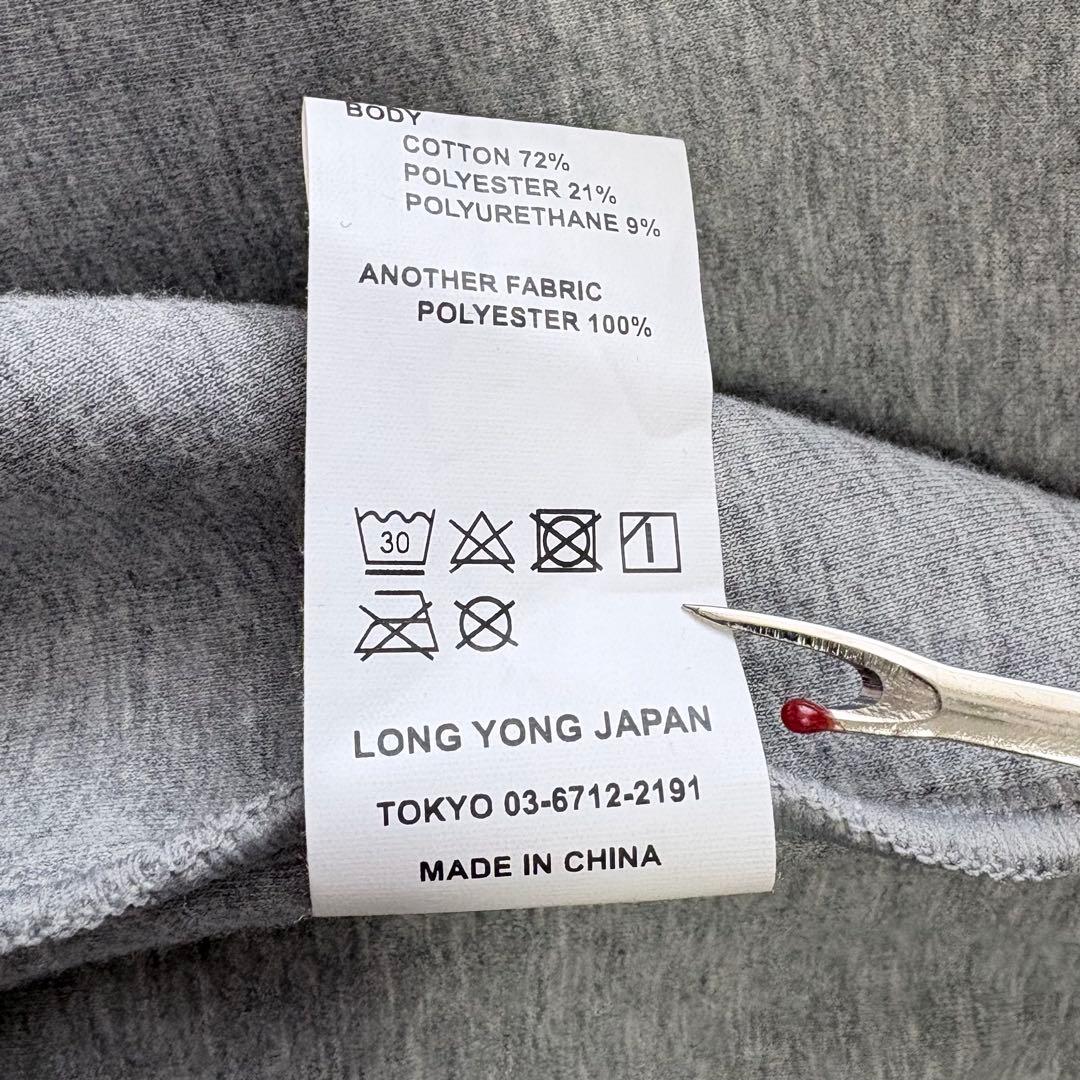 BODY
COTTON 72%
POLYESTER 21%
POLYURETHANE 9%
ANOTHER FABRIC
POLYESTER 100%
30
LONG YONG JAPAN
TOKYO 03-6712-2191
MADE IN CHINA